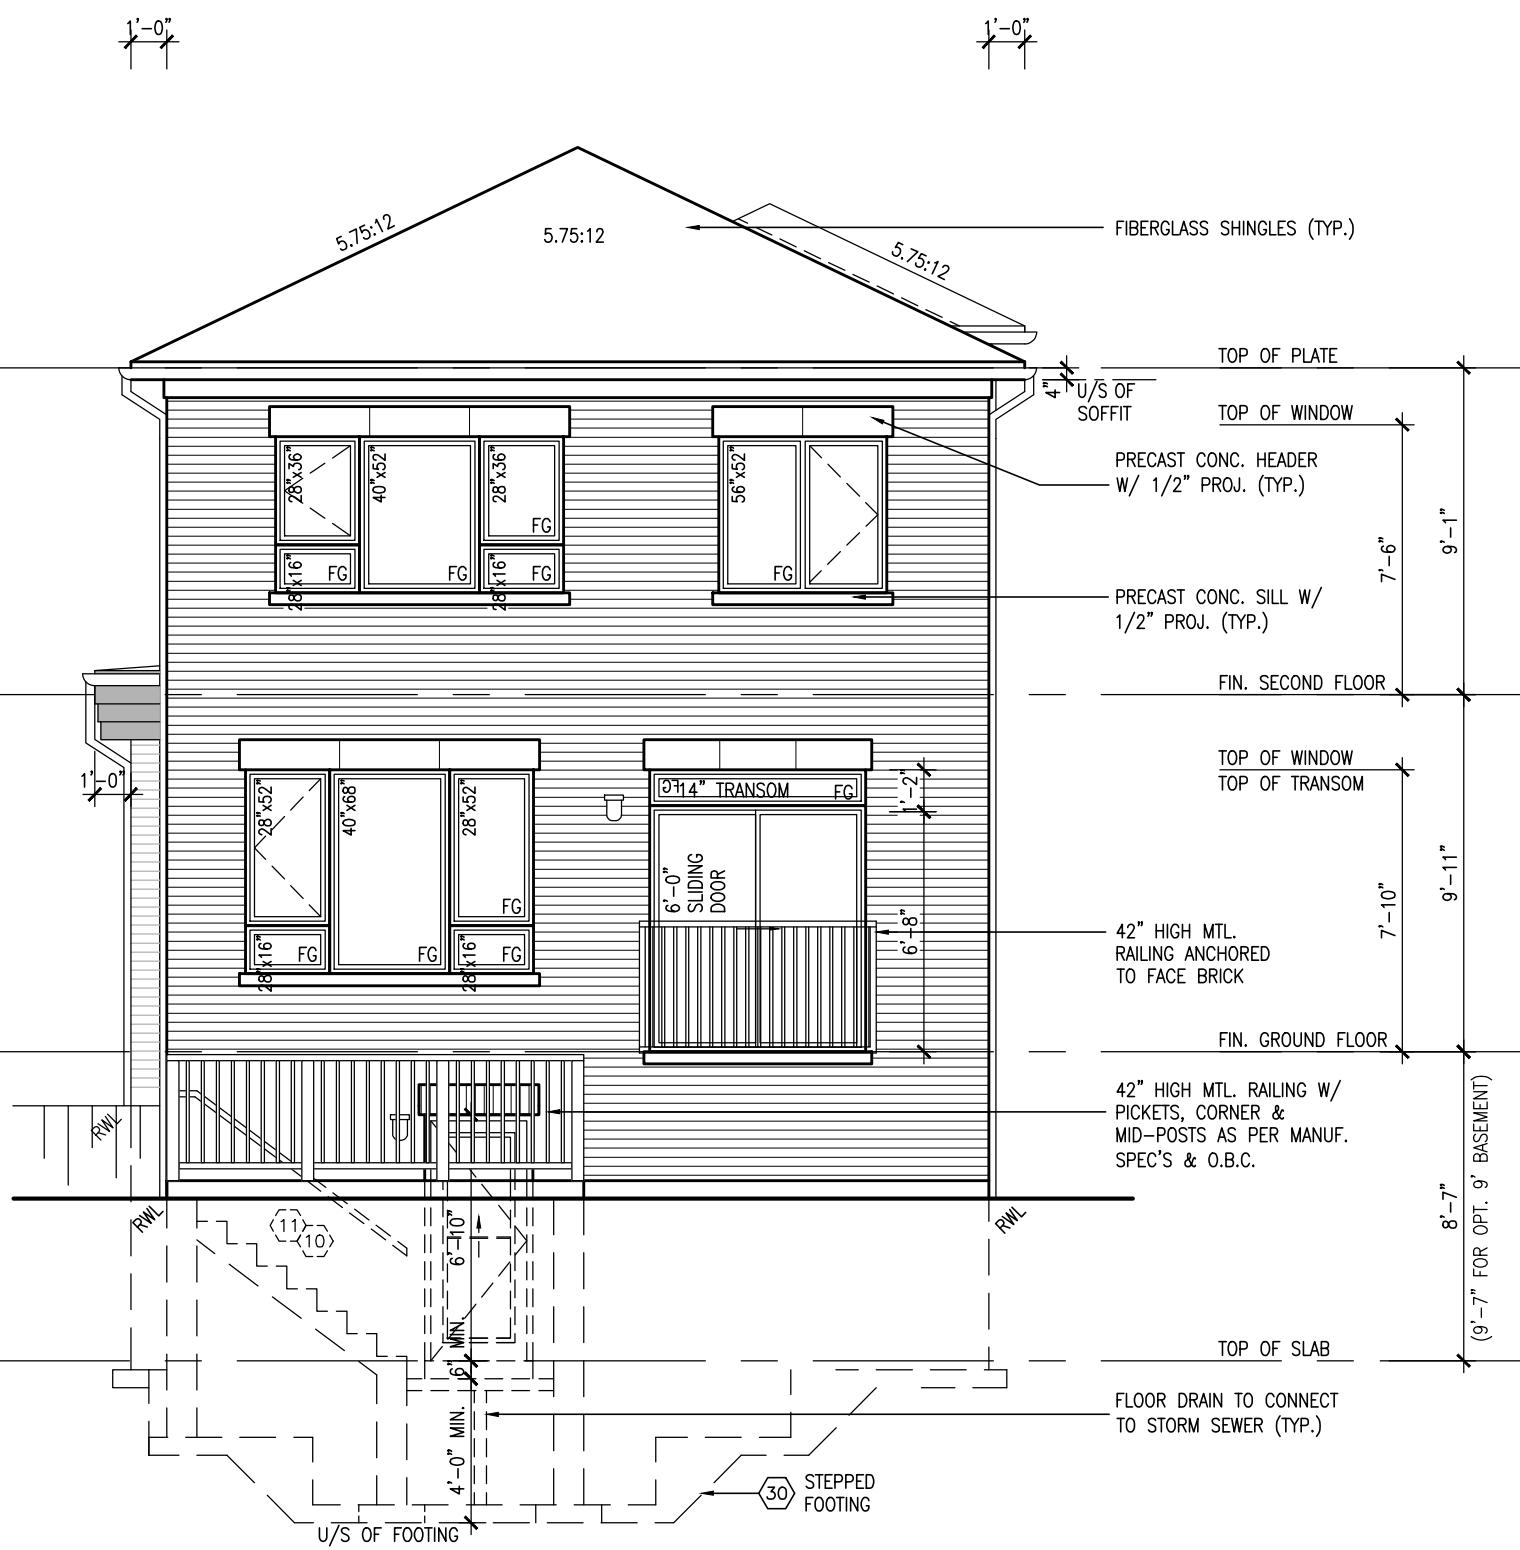 1'-0"
1'-0"
5.75:12
5.75:12
5.75:12
FIBERGLASS SHINGLES (TYP.)
TOP OF PLATE
4"
U/S OF
SOFFIT
TOP OF WINDOW
PRECAST CONC. HEADER
W/ 1/2" PROJ. (TYP.)
28"x36"
40"x52"
28"x36"
FG
28"x16"
FG
FG
28"x16"
FG
56"x52"
FG
7'-6"
9'-1"
PRECAST CONC. SILL W/
1/2" PROJ. (TYP.)
FIN. SECOND FLOOR
TOP OF WINDOW
TOP OF TRANSOM
1'-0"
28"x52"
40"x68"
28"x52"
FG
28"x16"
FG
FG
28"x16"
FG
FG
14" TRANSOM
FG
1'-2"
6'-0"
SLIDING
DOOR
6'-8"
7'-10"
9'-11"
42" HIGH MTL.
RAILING ANCHORED
TO FACE BRICK
FIN. GROUND FLOOR
42" HIGH MTL. RAILING W/
PICKETS, CORNER &
MID-POSTS AS PER MANUF.
SPEC'S & O.B.C.
RWL
RWL
RWL
11
10
6'-10"
8'-7"
(9'-7" FOR OPT. 9' BASEMENT)
6" MIN.
TOP OF SLAB
4'-0" MIN.
FLOOR DRAIN TO CONNECT
TO STORM SEWER (TYP.)
30
STEPPED
FOOTING
U/S OF FOOTING